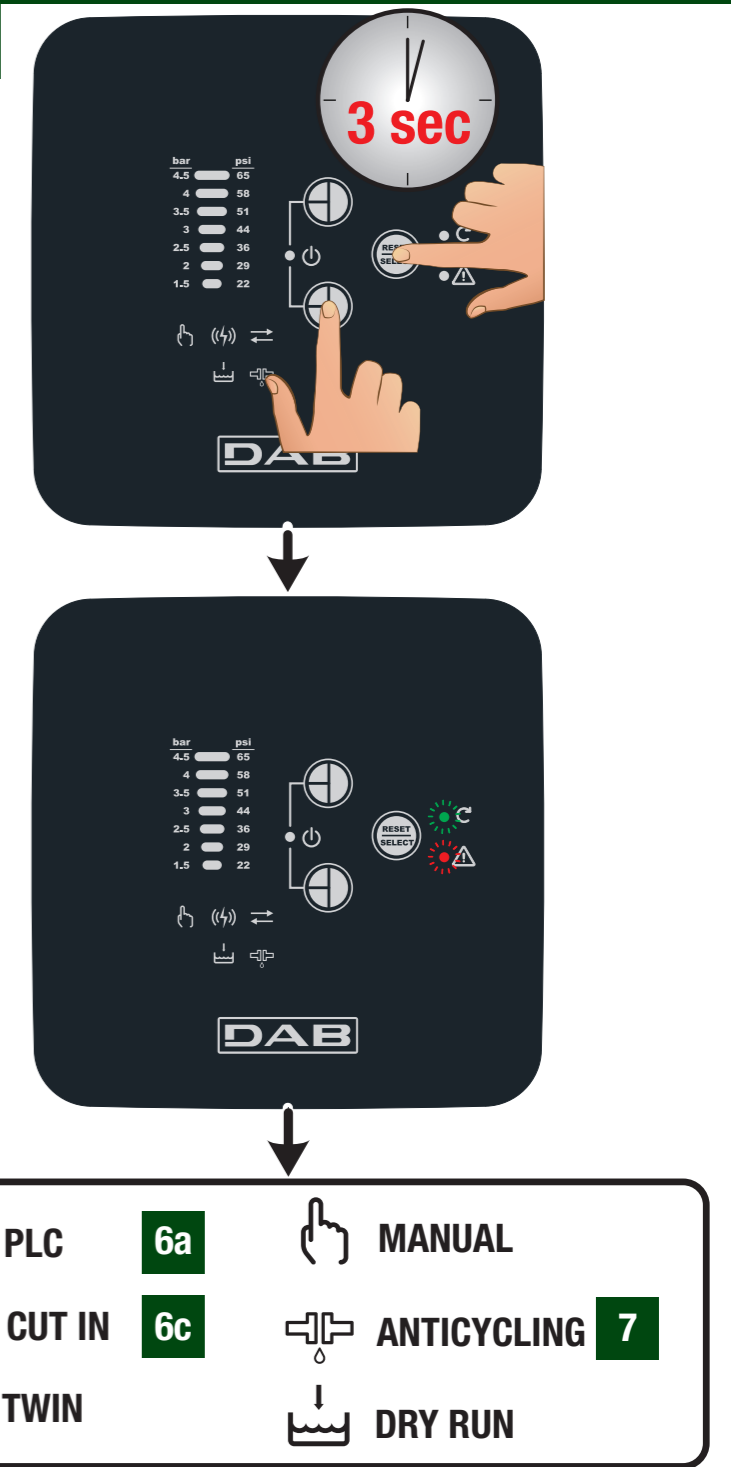 3 sec
bar psi
4.5 65
4 58
3.5 51
3 44
2.5 36
2 29
1.5 22
DAB
bar psi
4.5 65
4 58
3.5 51
3 44
2.5 36
2 29
1.5 22
RESET
SELECT
DAB
PLC 6a MANUAL
CUT IN 6c ANTICYCLING 7
TWIN DRY RUN